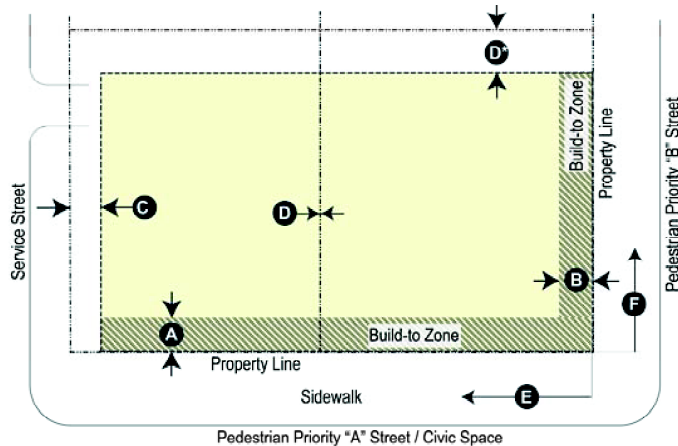 D*
Build-to Zone
Property Line
Pedestrian Priority "B" Street
Service Street
C
D
B
F
A
Build-to Zone
Property Line
Sidewalk
E
Pedestrian Priority "A" Street / Civic Space